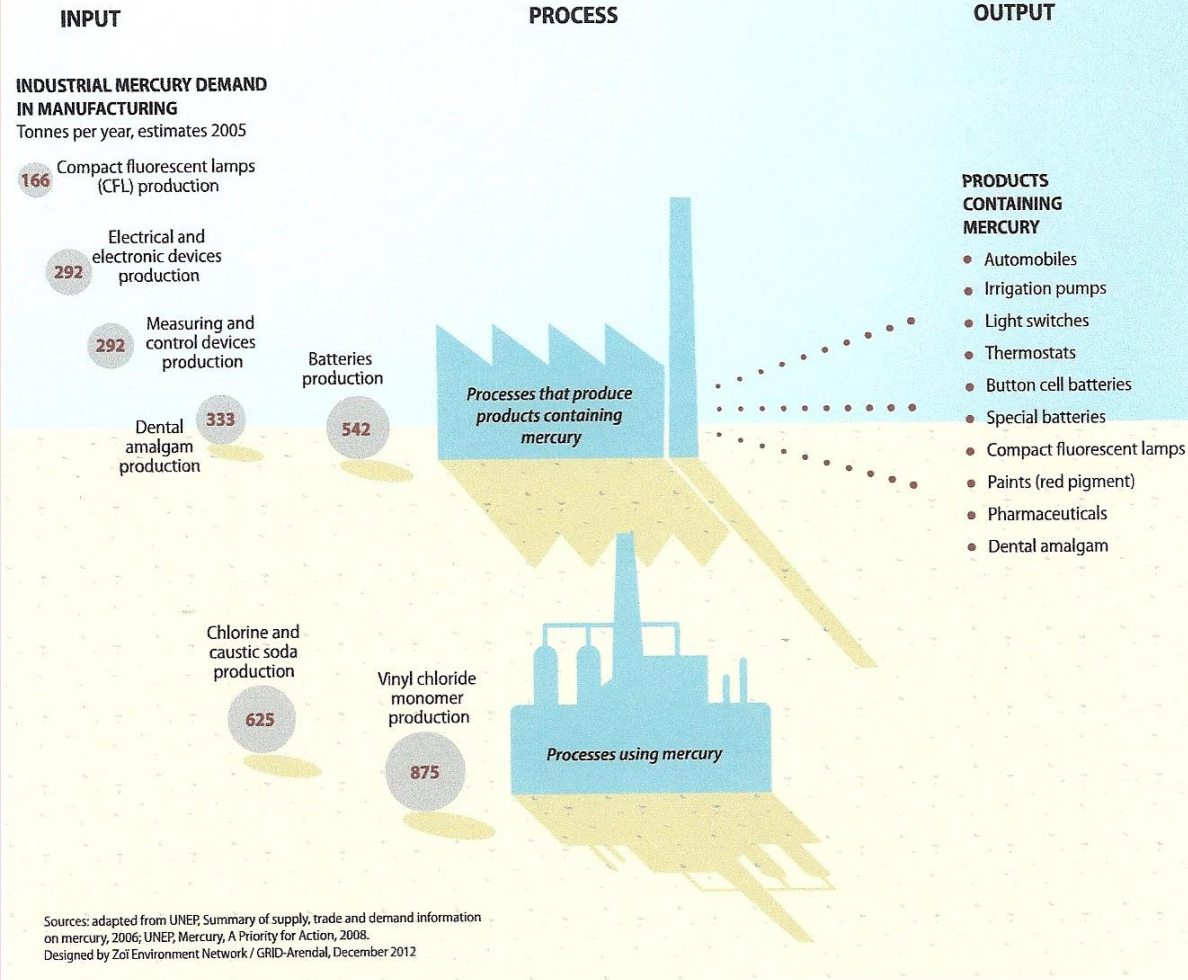 INPUT
PROCESS
OUTPUT
INDUSTRIAL MERCURY DEMAND
IN MANUFACTURING
Tonnes per year, estimates 2005
166
Compact fluorescent lamps
(CFL) production
Electrical and
electronic devices
production
292
Measuring and
control devices
production
292
Dental
amalgam
production
333
Batteries
production
542
Processes that produce
products containing
mercury
PRODUCTS
CONTAINING
MERCURY
• Automobiles
• Irrigation pumps
• Light switches
• Thermostats
• Button cell batteries
• Special batteries
• Compact fluorescent lamps
• Paints (red pigment)
• Pharmaceuticals
• Dental amalgam
Chlorine and
caustic soda
production
625
Vinyl chloride
monomer
production
875
Processes using mercury
Sources: adapted from UNEP, Summary of supply, trade and demand information
on mercury, 2006; UNEP, Mercury, A Priority for Action, 2008.
Designed by Zoï Environment Network / GRID-Arendal, December 2012